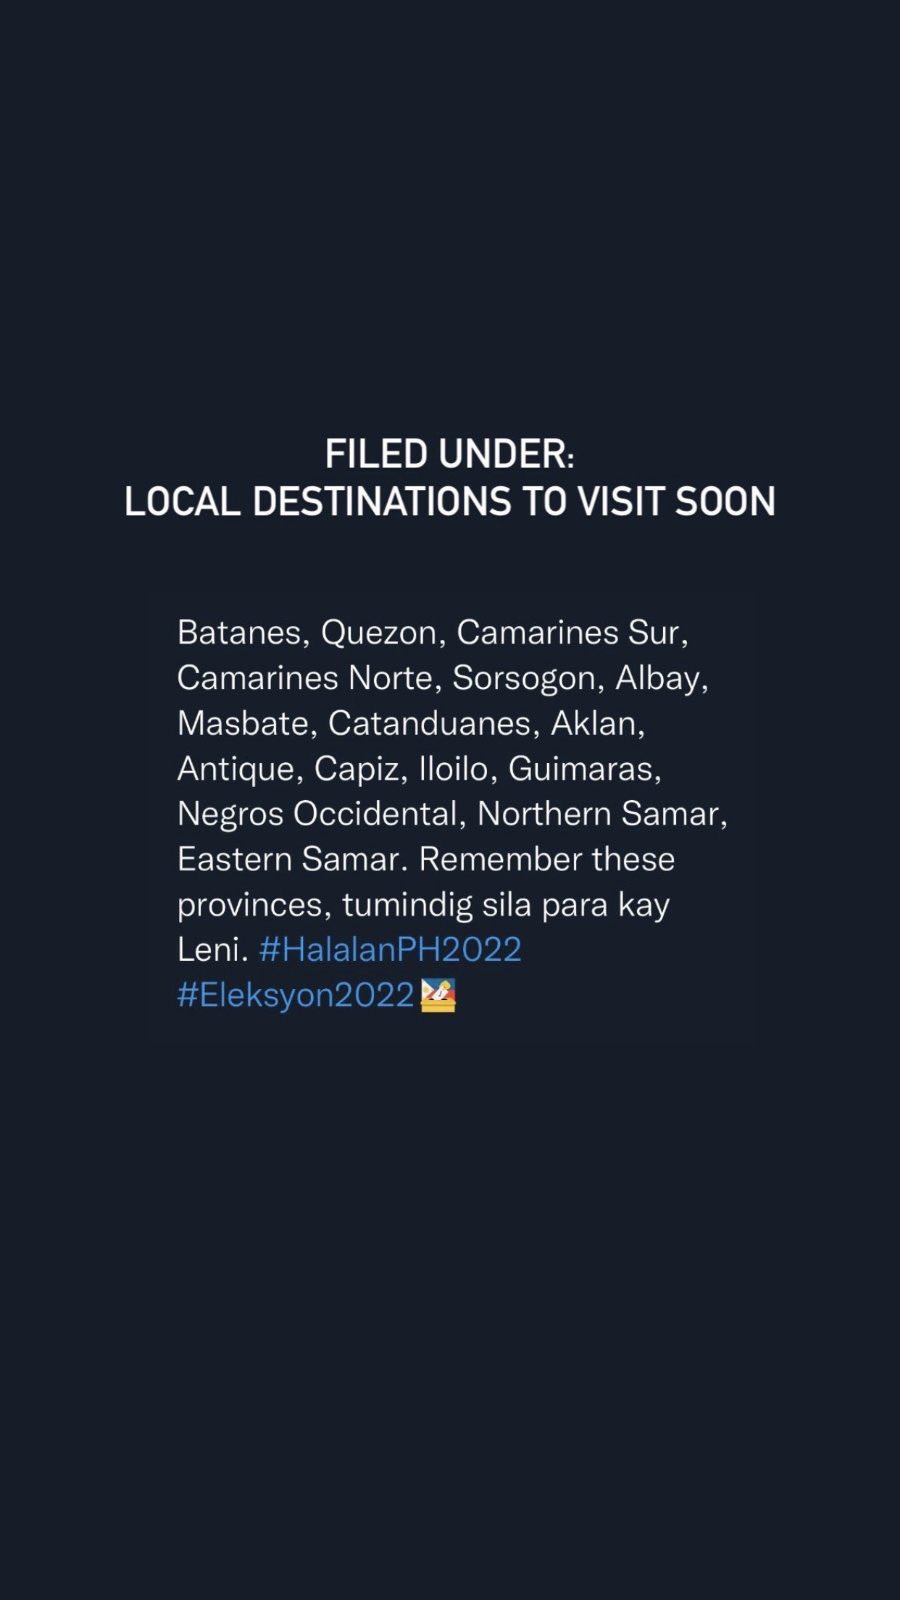 FILED UNDER:
LOCAL DESTINATIONS TO VISIT SOON
Batanes, Quezon, Camarines Sur,
Camarines Norte, Sorsogon, Albay,
Masbate, Catanduanes, Aklan,
Antique, Capiz, Iloilo, Guimaras,
Negros Occidental, Northern Samar,
Eastern Samar. Remember these
provinces, tumindig sila para kay
Leni. #HalalanPH2022
#Eleksyon2022